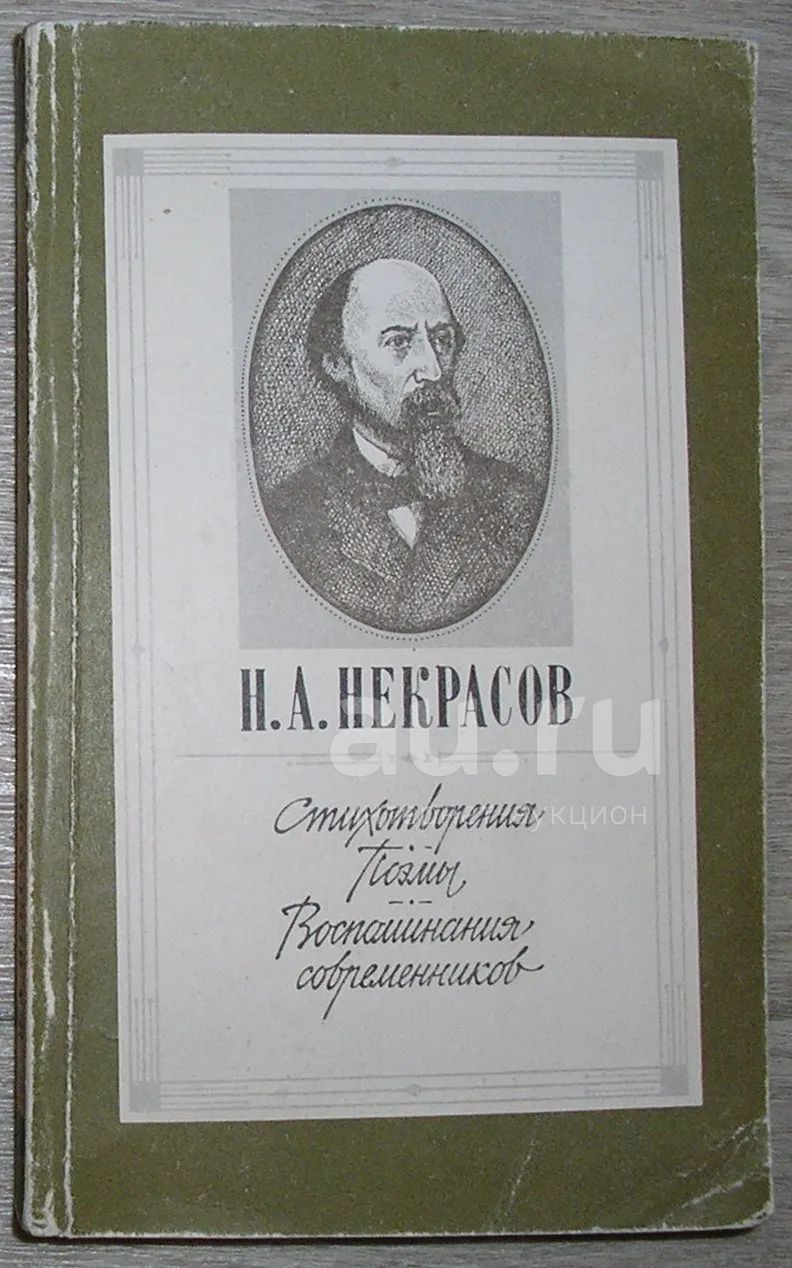 Н.А.НЕКРАСОВ
au.ru
аукцион
Стихотворения
Поэмы
Воспоминания
современников